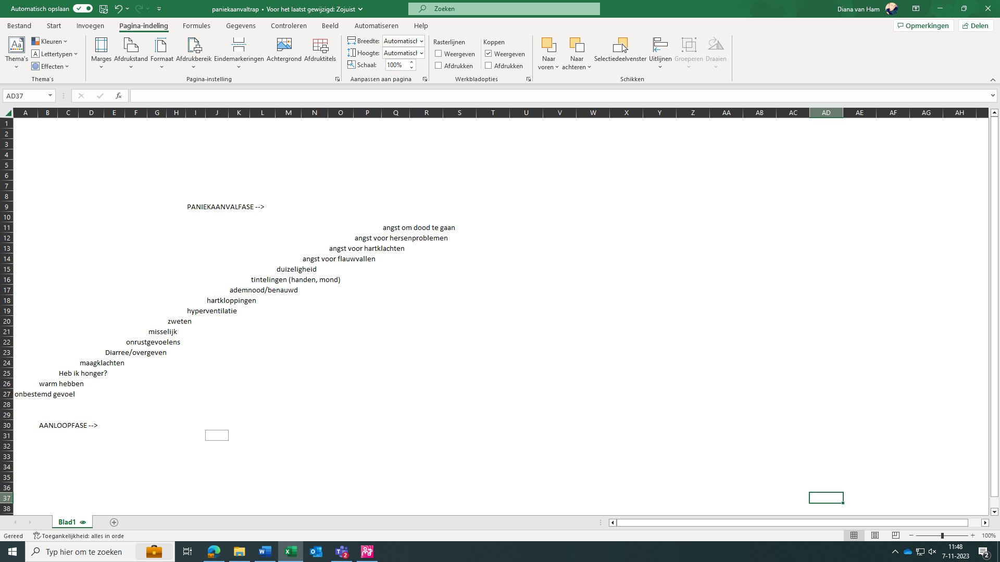 Automatisch opslaan
paniekaanvaltrap • Voor het laatst gewijzigd: Zojuist
Zoeken
Diana van Ham
Bestand Start Invoegen Pagina-indeling Formules Gegevens Controleren Beeld Automatiseren Help
Opmerkingen Delen
Thema's
Kleuren
Lettertypen
Effecten
Thema's
Marges Afdrukstand Formaat Afdrukbereik Eindemarkeringen Achtergrond Afdruktitels
Pagina-instelling
Breedte: Automatisch
Hoogte: Automatisch
Schaal: 100%
Aanpassen aan pagina
Rasterlijnen Koppen
Weergeven Weergeven
Afdrukken Afdrukken
Werkbladopties
Naar voren Naar achteren Selectiedeelvenster Uitlijnen Groeperen Draaien
Schikken
AD37
fx
A B C D E F G H I J K L M N O P Q R S T U V W X Y Z AA AB AC AD AE AF AG AH
1
2
3
4
5
6
7
8
9 PANIEKAANVALFASE -->
10
11 angst om dood te gaan
12 angst voor hersenproblemen
13 angst voor hartklachten
14 angst voor flauwvallen
15 duizeligheid
16 tintelingen (handen, mond)
17 ademnood/benauwd
18 hartkloppingen
19 hyperventilatie
20 zweten
21 misselijk
22 onrustgevoelens
23 Diarree/overgeven
24 maagklachten
25 Heb ik honger?
26 warm hebben
27 onbestemd gevoel
28
29
30 AANLOOPFASE -->
31
32
33
34
35
36
37
38
Blad1
Gereed Toegankelijkheid: alles in orde
100%
Typ hier om te zoeken
2
11:48
7-11-2023
2